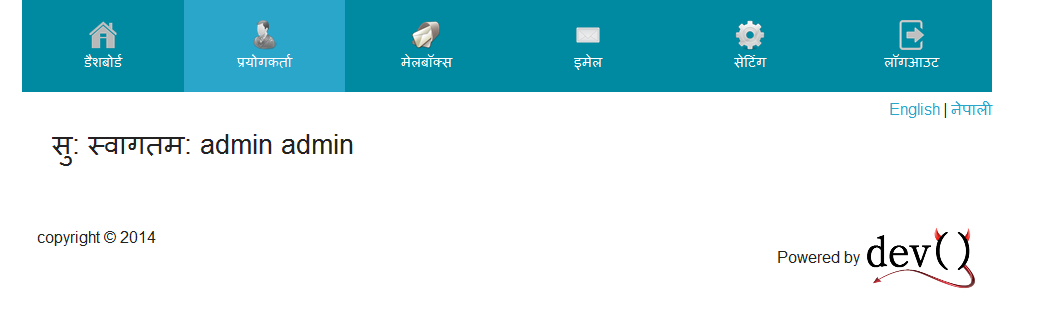 डैशबोर्ड प्रयोगकर्ता मेलबॉक्स इमेल सेटिंग लॉगआउट
English | नेपाली
सु: स्वागतम: admin admin
copyright © 2014
Powered by dev()